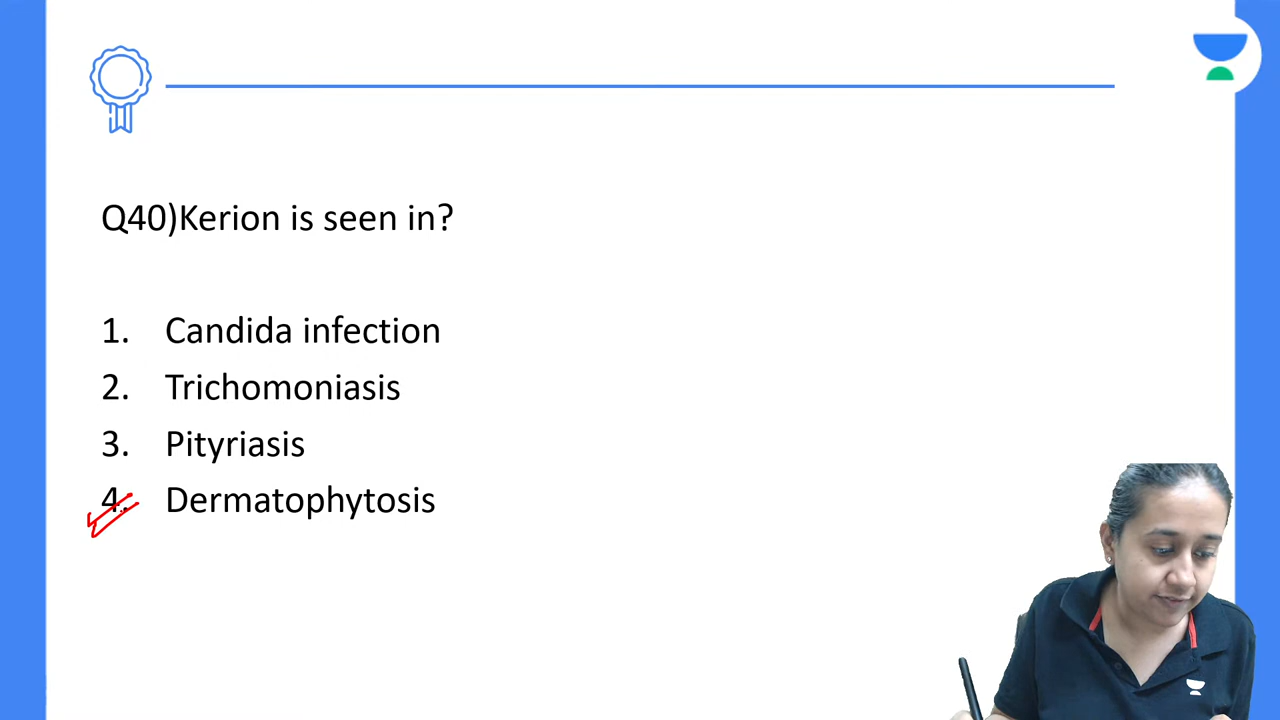 Q40)Kerion is seen in?
1. Candida infection
2. Trichomoniasis
3. Pityriasis
4. Dermatophytosis